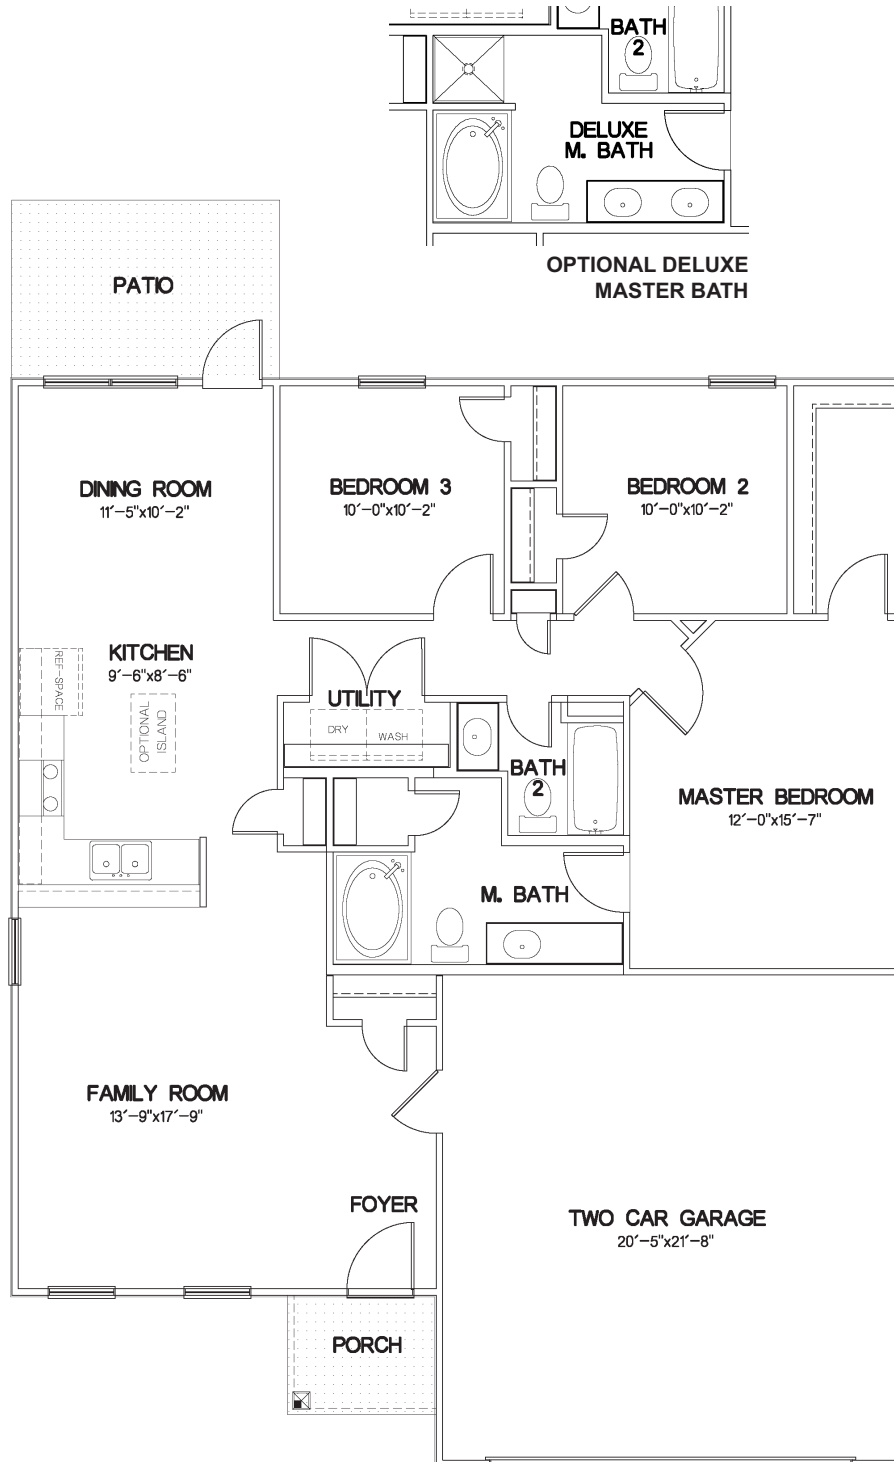 BATH
2
DELUXE
M. BATH
OPTIONAL DELUXE
MASTER BATH
PATIO
DINING ROOM
11'-5"x10'-2"
BEDROOM 3
10'-0"x10'-2"
BEDROOM 2
10'-0"x10'-2"
KITCHEN
9'-6"x8'-6"
REF-SPACE
OPTIONAL
ISLAND
UTILITY
DRY
WASH
BATH
2
MASTER BEDROOM
12'-0"x15'-7"
M. BATH
FAMILY ROOM
13'-9"x17'-9"
FOYER
TWO CAR GARAGE
20'-5"x21'-8"
PORCH